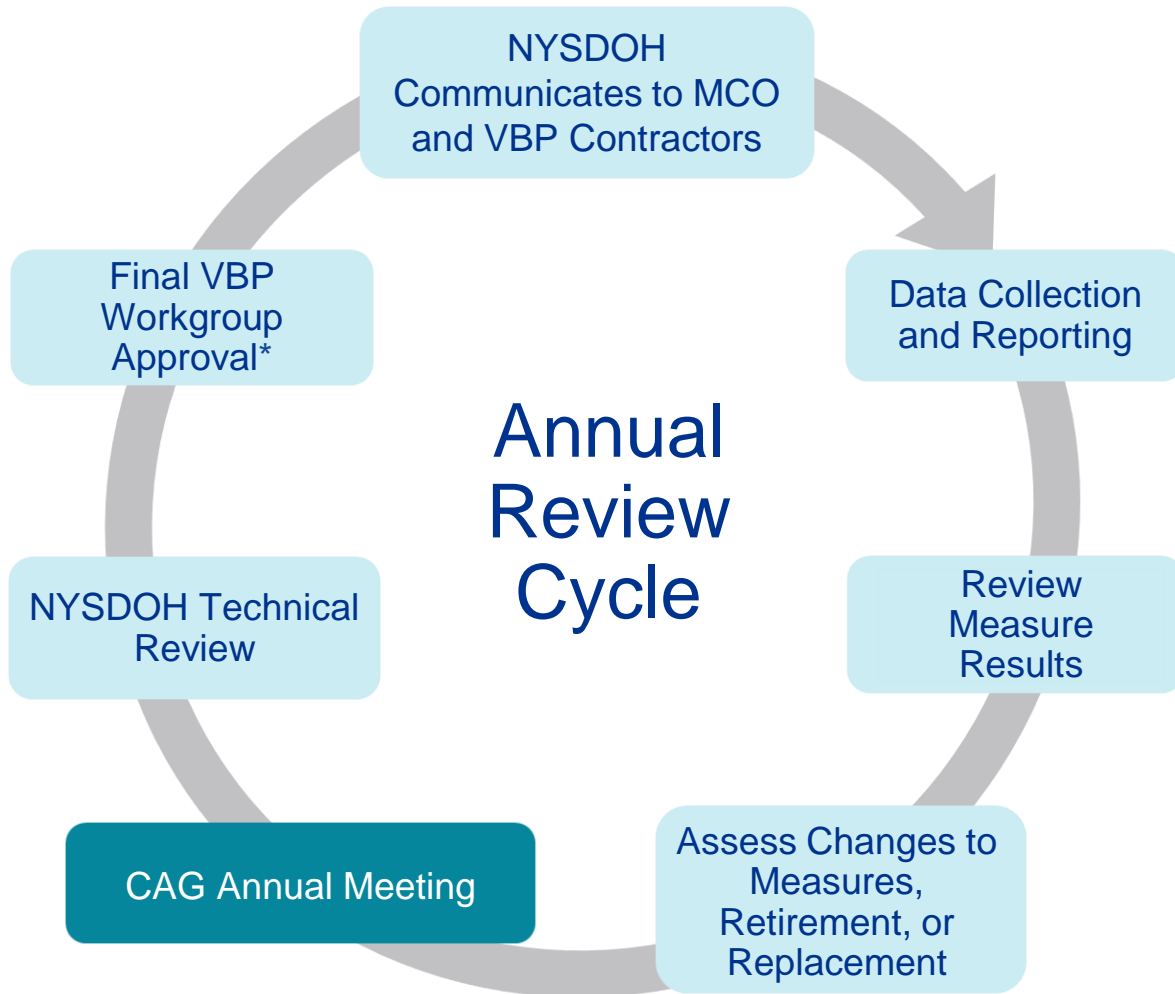 NYSDOH
Communicates to MCO
and VBP Contractors
Data Collection
and Reporting
Review
Measure
Results
Assess Changes to
Measures,
Retirement, or
Replacement
CAG Annual Meeting
NYSDOH Technical
Review
Final VBP
Workgroup
Approval*
Annual
Review
Cycle